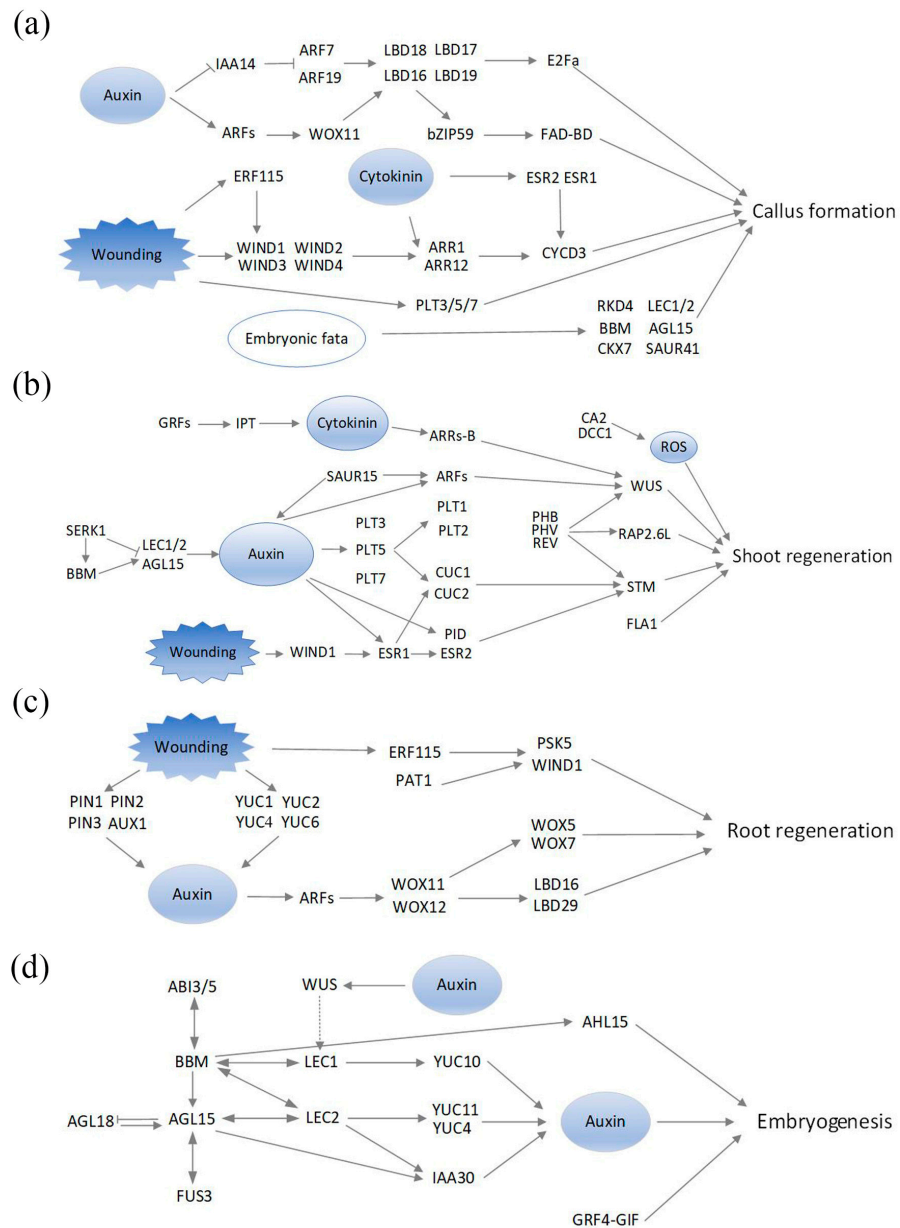 (a)
ARF7
LBD18 LBD17
IAA14
E2Fa
ARF19
LBD16 LBD19
Auxin
ARFs
WOX11
bZIP59
FAD-BD
ERF115
Cytokinin
ESR2 ESR1
Callus formation
WIND1 WIND2
ARR1
Wounding
CYCD3
WIND3 WIND4
ARR12
PLT3/5/7
RKD4 LEC1/2
Embryonic fata
BBM AGL15
CKX7 SAUR41
(b)
GRFs
IPT
Cytokinin
CA2
ARRs-B
DCC1
ROS
SAUR15
ARFs
WUS
PLT1
PLT3
PHB
SERK1
PLT2
PHV
LEC1/2
RAP2.6L
Auxin
PLT5
REV
Shoot regeneration
AGL15
BBM
CUC1
PLT7
STM
CUC2
FLA1
PID
Wounding
WIND1
ESR1
ESR2
(c)
Wounding
PSK5
ERF115
WIND1
PAT1
PIN1 PIN2
YUC1 YUC2
PIN3 AUX1
YUC4 YUC6
WOX5
Root regeneration
WOX7
WOX11
LBD16
Auxin
ARFs
WOX12
LBD29
(d)
ABI3/5
WUS
Auxin
AHL15
BBM
LEC1
YUC10
YUC11
AGL18
AGL15
LEC2
Auxin
Embryogenesis
YUC4
IAA30
FUS3
GRF4-GIF